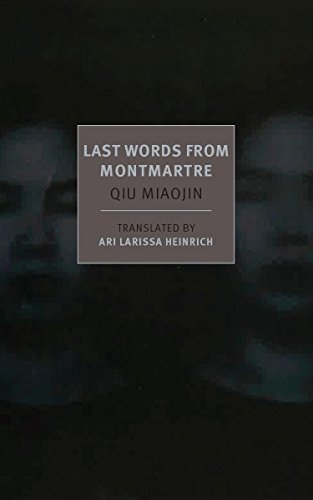 LAST WORDS FROM
MONTMARTRE
QIU MIAOJIN
TRANSLATED BY
ARI LARISSA HEINRICH